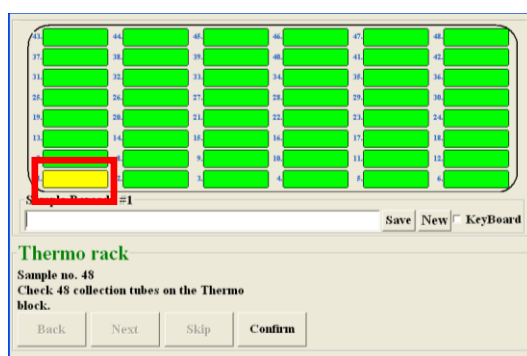 43. 44. 45. 46. 47. 48.
37. 38. 39. 40. 41. 42.
31. 32. 33. 34. 35. 36.
25. 26. 27. 28. 29. 30.
19. 20. 21. 22. 23. 24.
13. 14. 15. 16. 17. 18.
9. 10. 11. 12.
2. 3. 4. 5. 6.
#1
Save New KeyBoard
Thermo rack
Sample no. 48
Check 48 collection tubes on the Thermo
block.
Back Next Skip Confirm